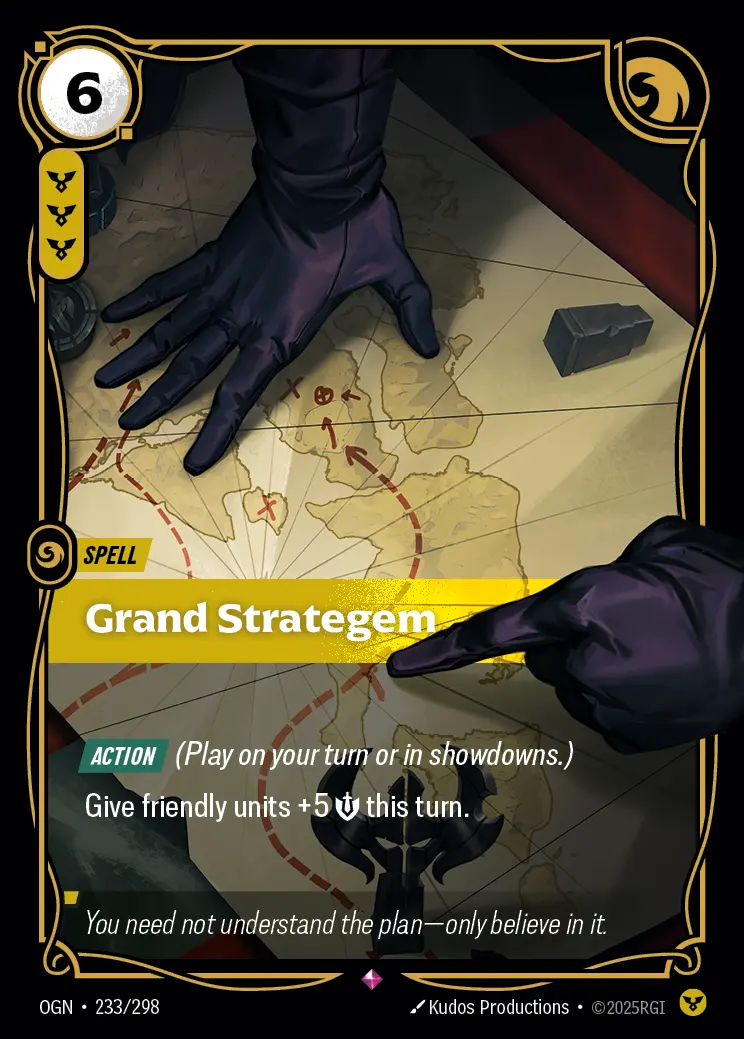 6
SPELL
Grand Strategem
ACTION (Play on your turn or in showdowns.)
Give friendly units +5 this turn.
You need not understand the plan—only believe in it.
OGN • 233/298
Kudos Productions • ©2025RGI